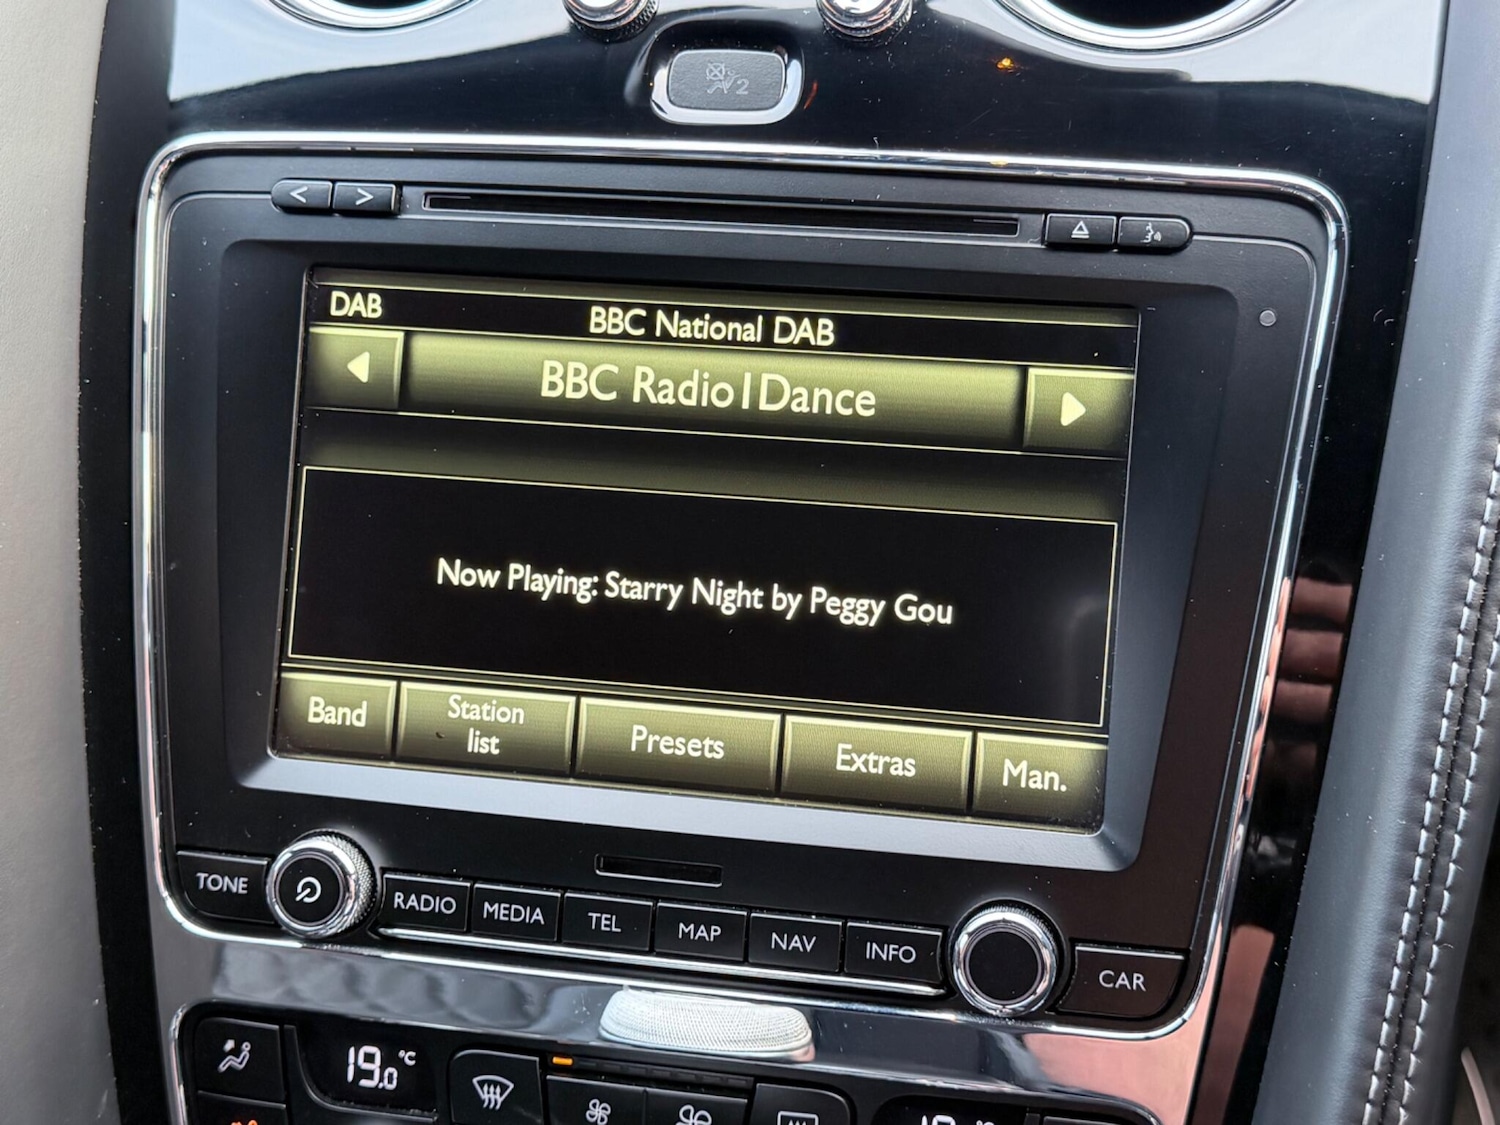 2
< >
DAB
BBC National DAB
BBC Radio1Dance
Now Playing: Starry Night by Peggy Gou
Band
Station
list
Presets
Extras
Man.
TONE
RADIO
MEDIA
TEL
MAP
NAV
INFO
CAR
19.0 °C